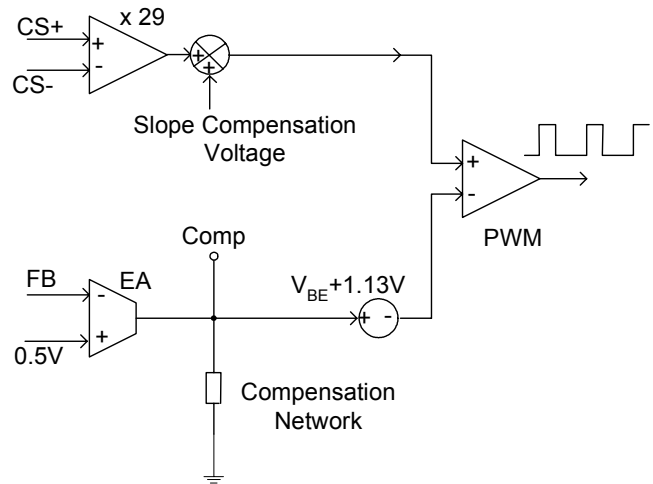 x 29
CS+
+
-
CS-
+
+
Slope Compensation
Voltage
+
-
PWM
Comp
FB
EA
-
+
0.5V
VBE+1.13V
+
-
Compensation
Network